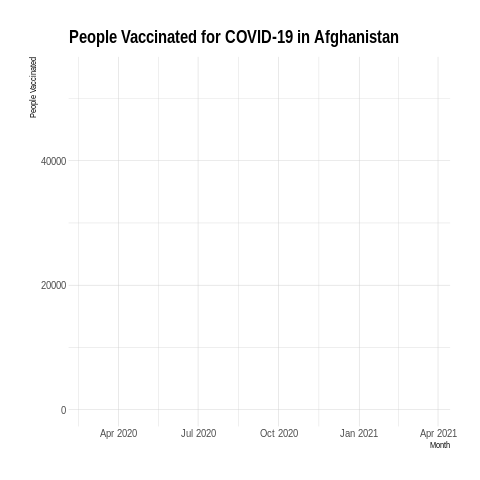 People Vaccinated for COVID-19 in Afghanistan
People Vaccinated
40000
20000
0
Apr 2020 Jul 2020 Oct 2020 Jan 2021 Apr 2021
Month